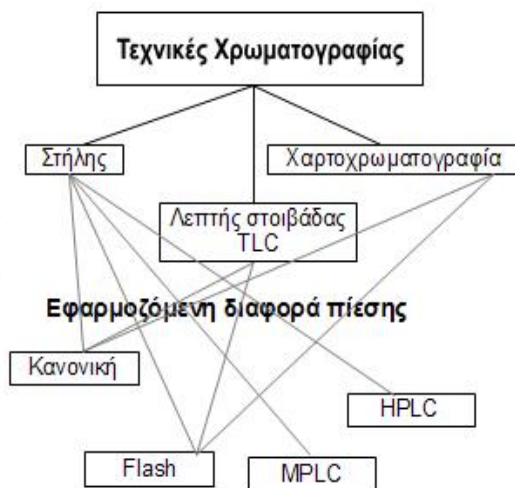 Τεχνικές Χρωματογραφίας
Στήλης
Χαρτοχρωματογραφία
Λεπτής στοιβάδας
TLC
Εφαρμοζόμενη διαφορά πίεσης
Κανονική
HPLC
Flash
MPLC